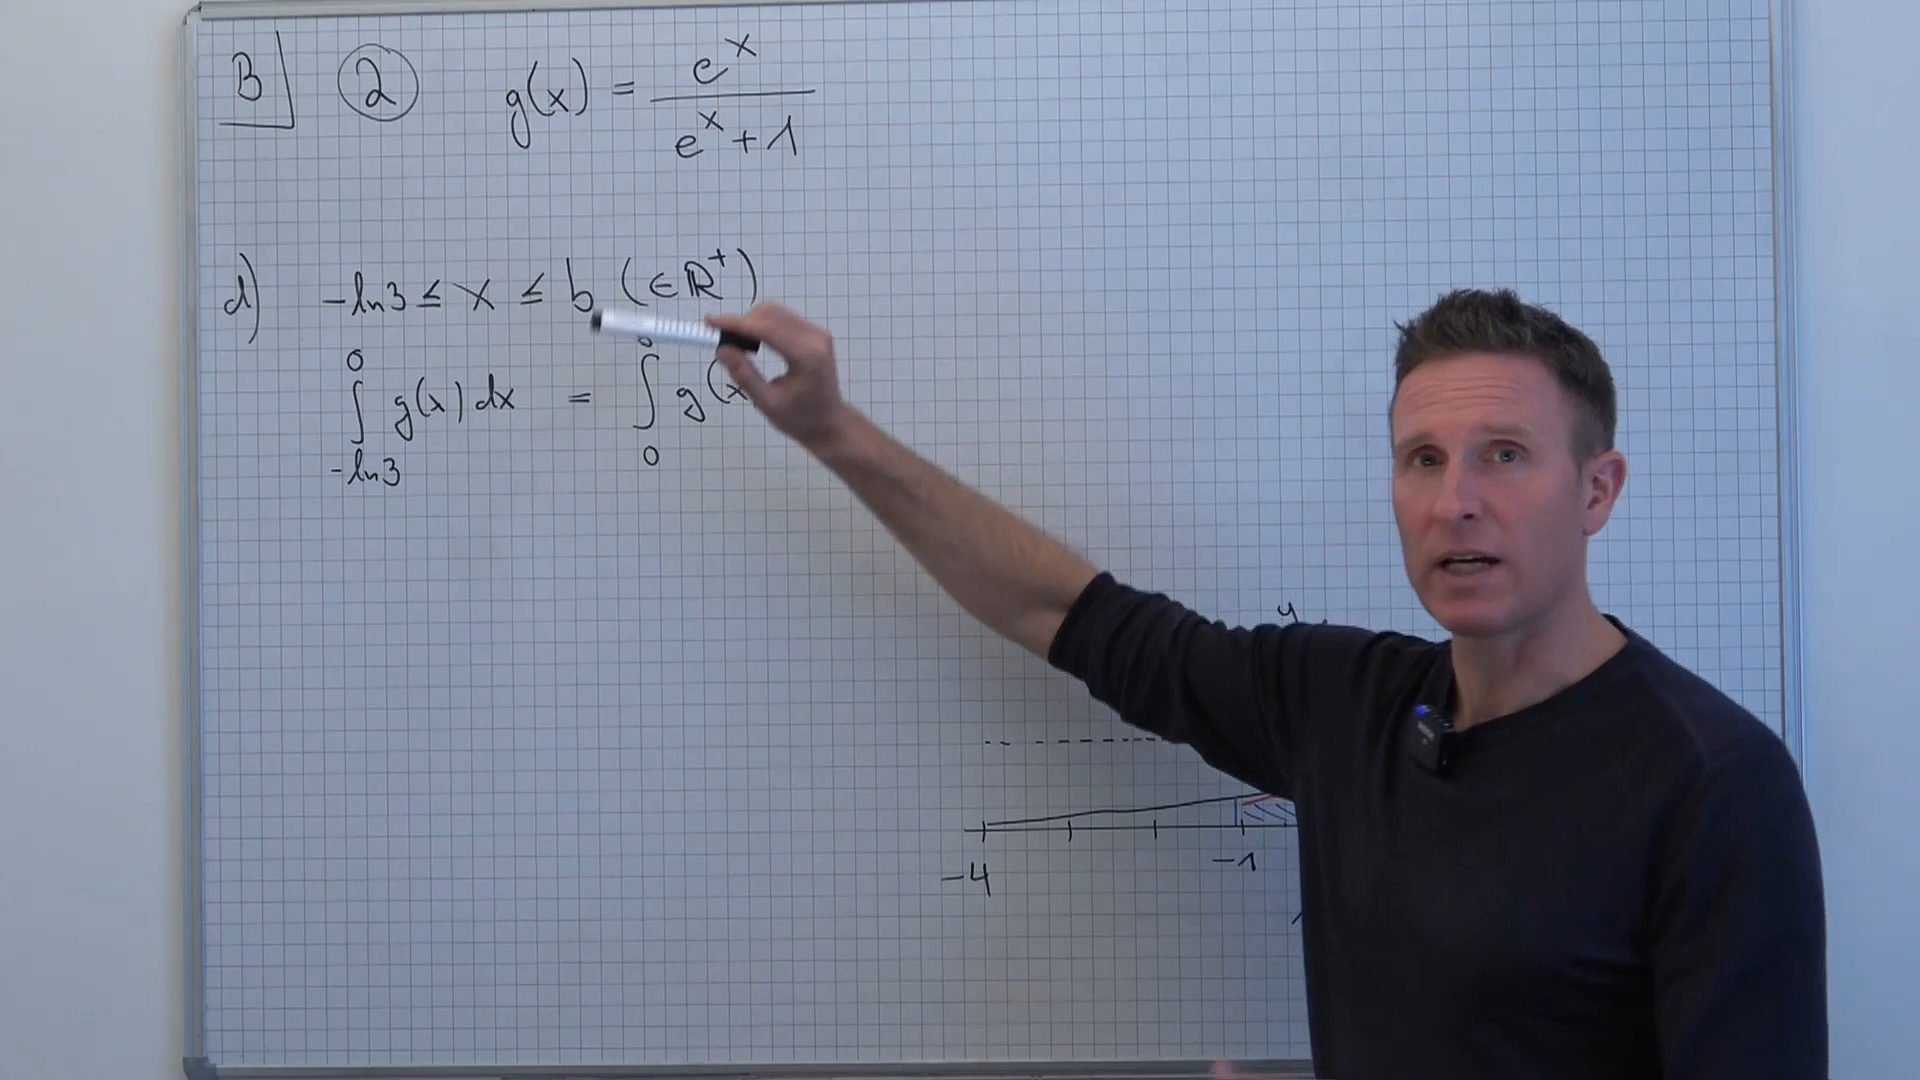 B ② g(x) = e^x / (e^x + 1)
d) -ln3 ≤ x ≤ b (∈ℝ⁺)
∫_{-ln3}^{0} g(x) dx = ∫_{0} g(x
y
-4 -1